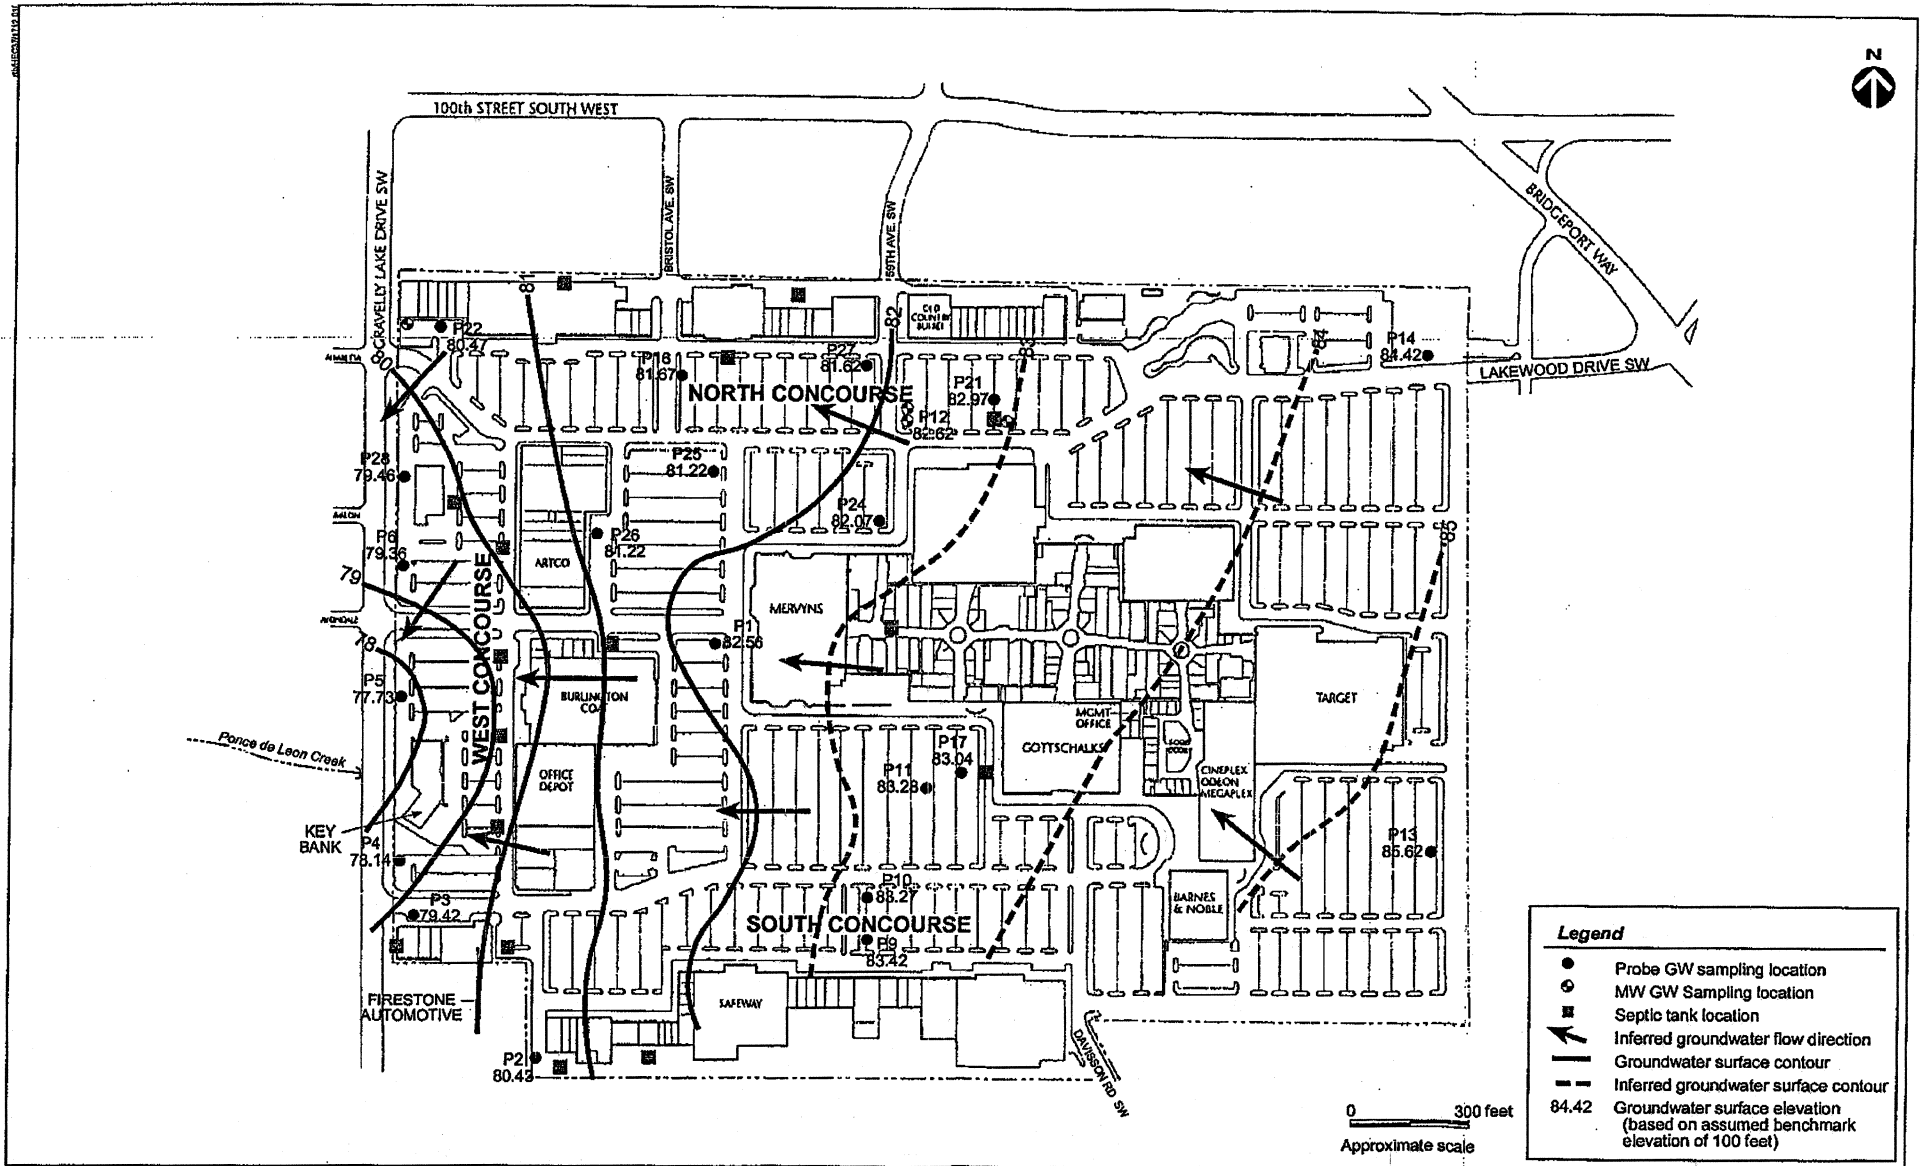 N
100th STREET SOUTH WEST
GRAVELLY LAKE DRIVE SW
BRISTOL AVE. SW
59TH AVE. SW
BRIDGEPORT WAY
LAKEWOOD DRIVE SW
81
82
OLD
COUNTRY
BUFFET
83
84
P22
80.47
80
P16
81.67
P27
81.62
P14
84.42
NORTH CONCOURSE
P21
82.97
P12
82.62
P28
79.46
P25
81.22
P24
82.07
P26
81.22
85
P6
79.36
ARTCO
79
WEST CONCOURSE
MERVYNS
AVONDALE
78
P1
82.56
P5
77.73
BURLINGTON
TARGET
MGMT
OFFICE
GOTTSCHALKS
Ponce de Leon Creek
P17
83.04
P11
83.28
OFFICE
DEPOT
CINEPLEX
ODEON
MEGAPLEX
KEY
BANK
P4
78.14
P13
85.62
P10
83.27
P3
79.42
BARNES
& NOBLE
SOUTH CONCOURSE
P9
83.42
FIRESTONE
AUTOMOTIVE
SAFEWAY
P2
80.43
DAVISSON RD SW
0 300 feet
Approximate scale
Legend
Probe GW sampling location
MW GW Sampling location
Septic tank location
Inferred groundwater flow direction
Groundwater surface contour
Inferred groundwater surface contour
84.42 Groundwater surface elevation
(based on assumed benchmark
elevation of 100 feet)